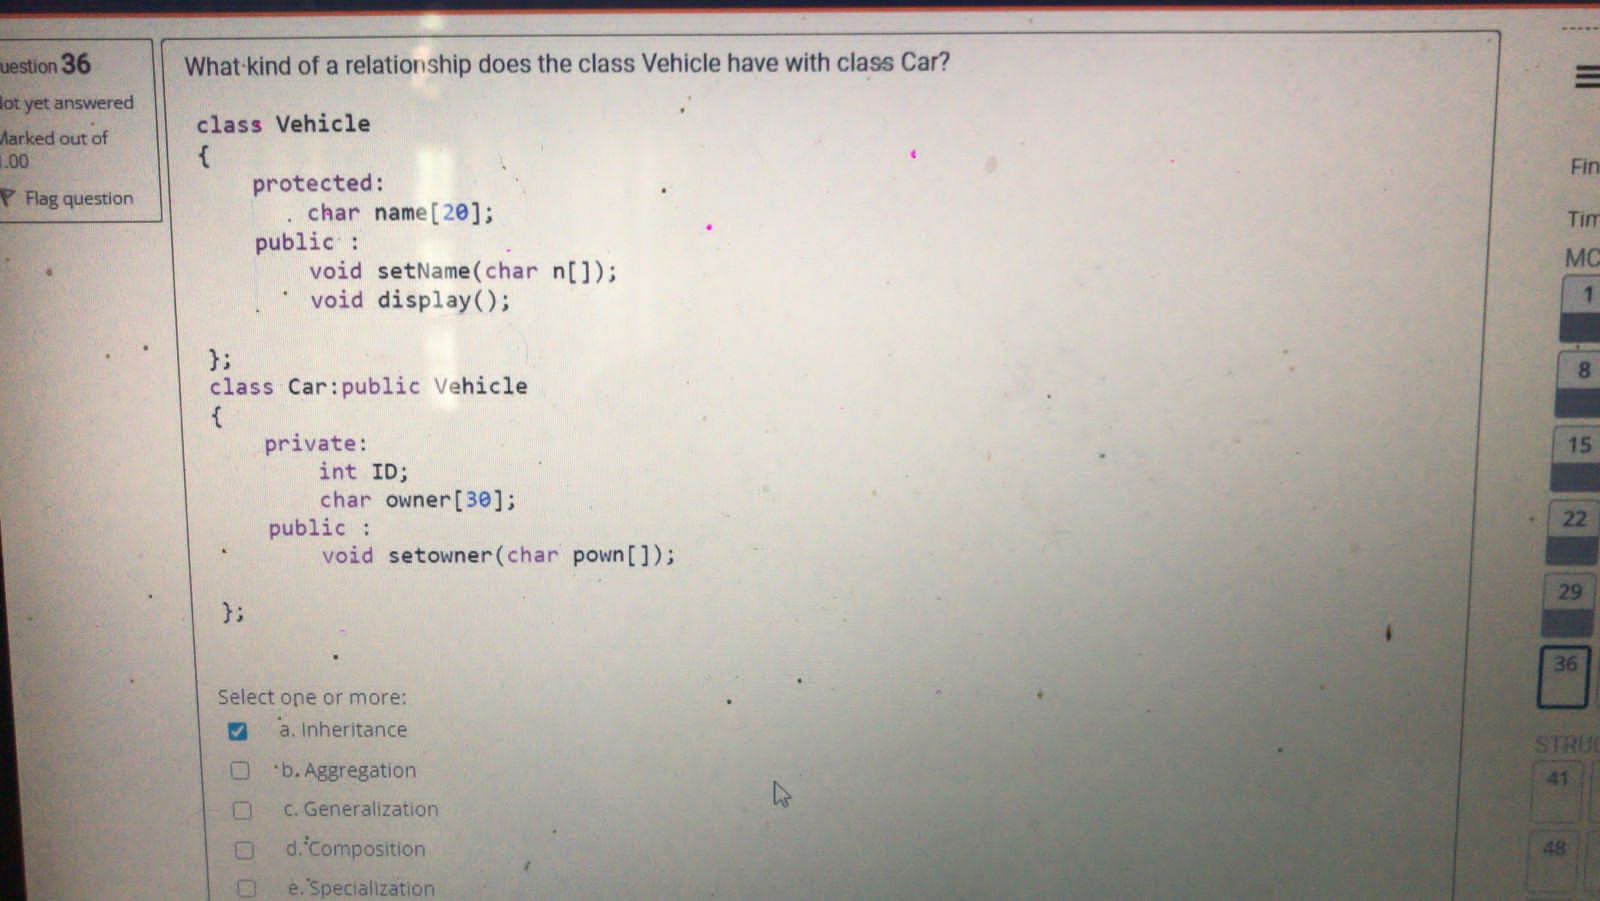 uestion 36
ot yet answered
Marked out of
.00
Flag question
What kind of a relationship does the class Vehicle have with class Car?
class Vehicle
{
protected:
char name[20];
public :
void setName(char n[]);
void display();
};
class Car:public Vehicle
{
private:
int ID;
char owner[30];
public :
void setowner(char pown[]);
};
Select one or more:
a. Inheritance
b. Aggregation
c. Generalization
d. Composition
e. Specialization
Fin
Tim
MC
1
8
15
22
29
36
STRUC
41
48